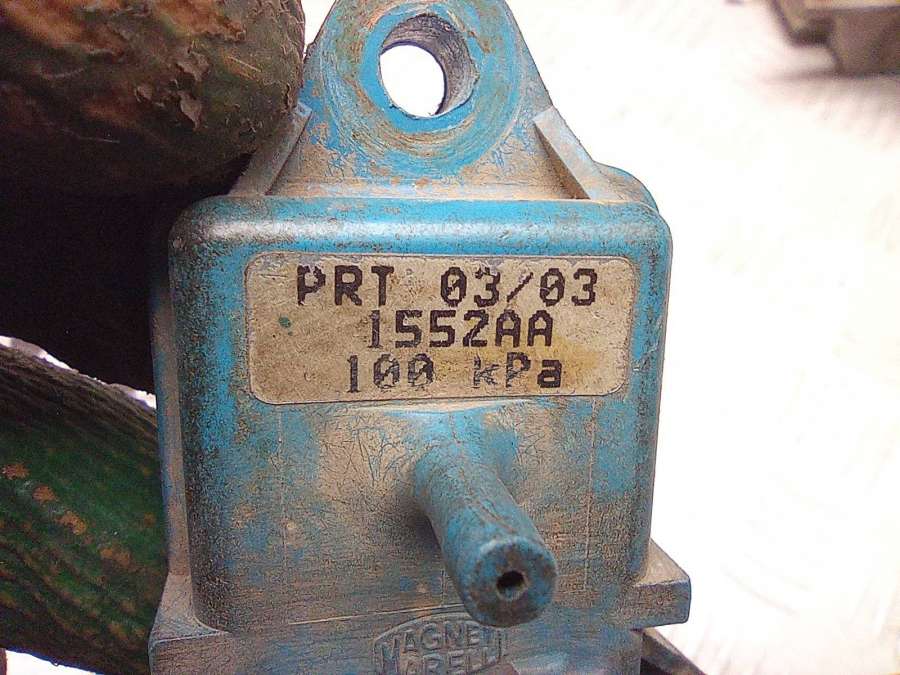 PRT 03/03
1552AA
100 kPa
MAGNETI
MARELLI